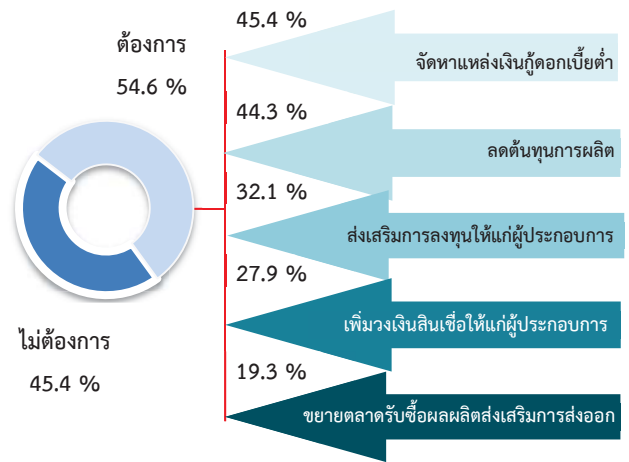 ต้องการ
54.6 %
ไม่ต้องการ
45.4 %
45.4 %
จัดหาแหล่งเงินกู้ดอกเบี้ยต่ำ
44.3 %
ลดต้นทุนการผลิต
32.1 %
ส่งเสริมการลงทุนให้แก่ผู้ประกอบการ
27.9 %
เพิ่มวงเงินสินเชื่อให้แก่ผู้ประกอบการ
19.3 %
ขยายตลาดรับซื้อผลผลิตส่งเสริมการส่งออก